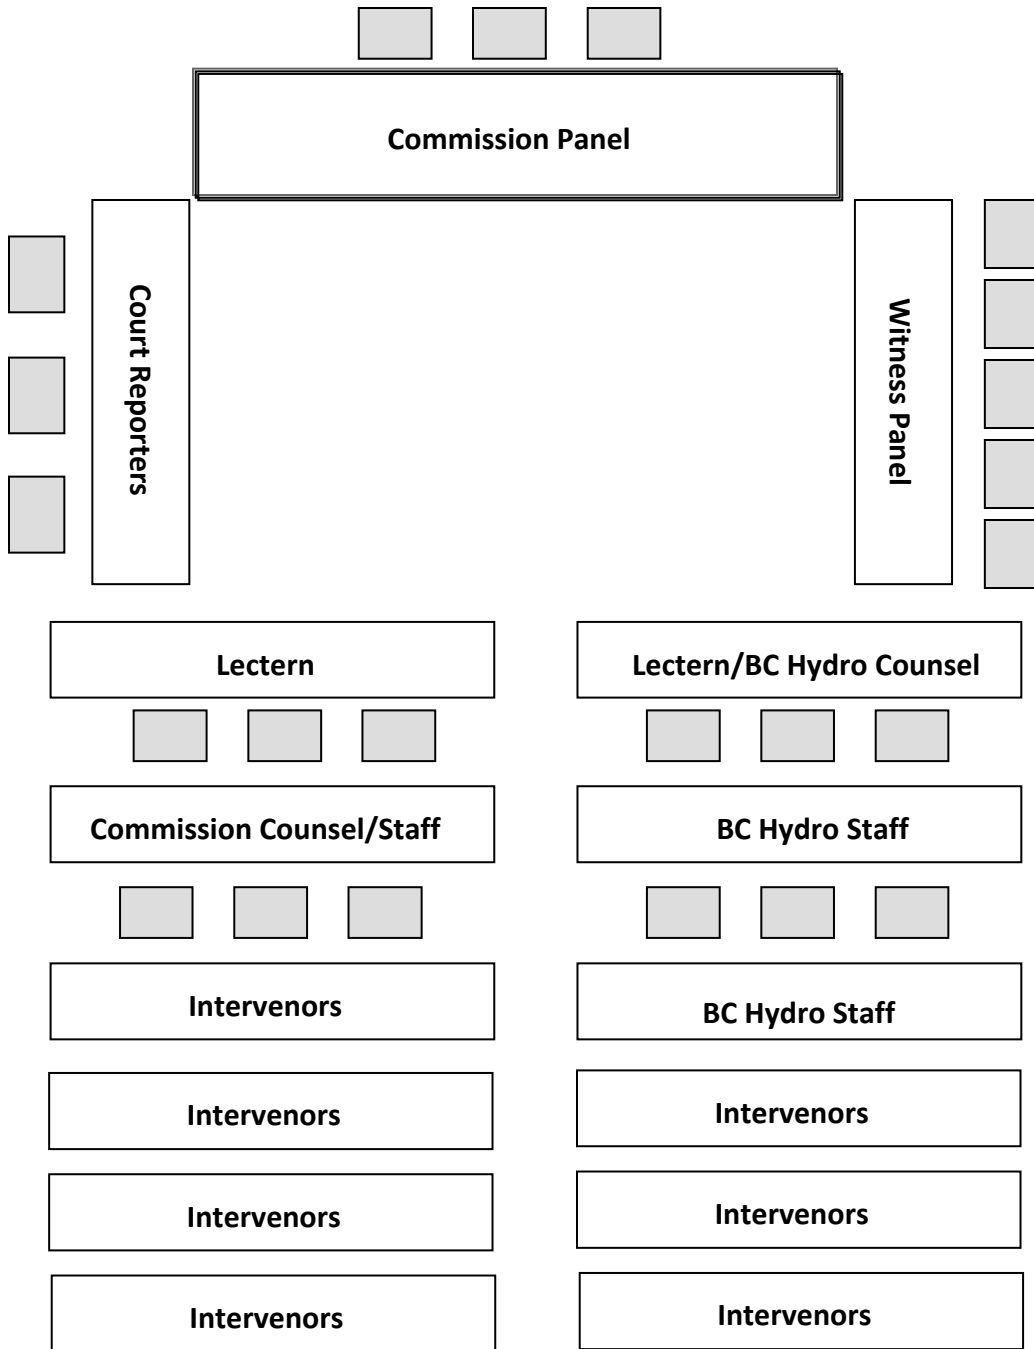 Commission Panel
Court Reporters
Witness Panel
Lectern
Lectern/BC Hydro Counsel
Commission Counsel/Staff
BC Hydro Staff
Intervenors
BC Hydro Staff
Intervenors
Intervenors
Intervenors
Intervenors
Intervenors
Intervenors